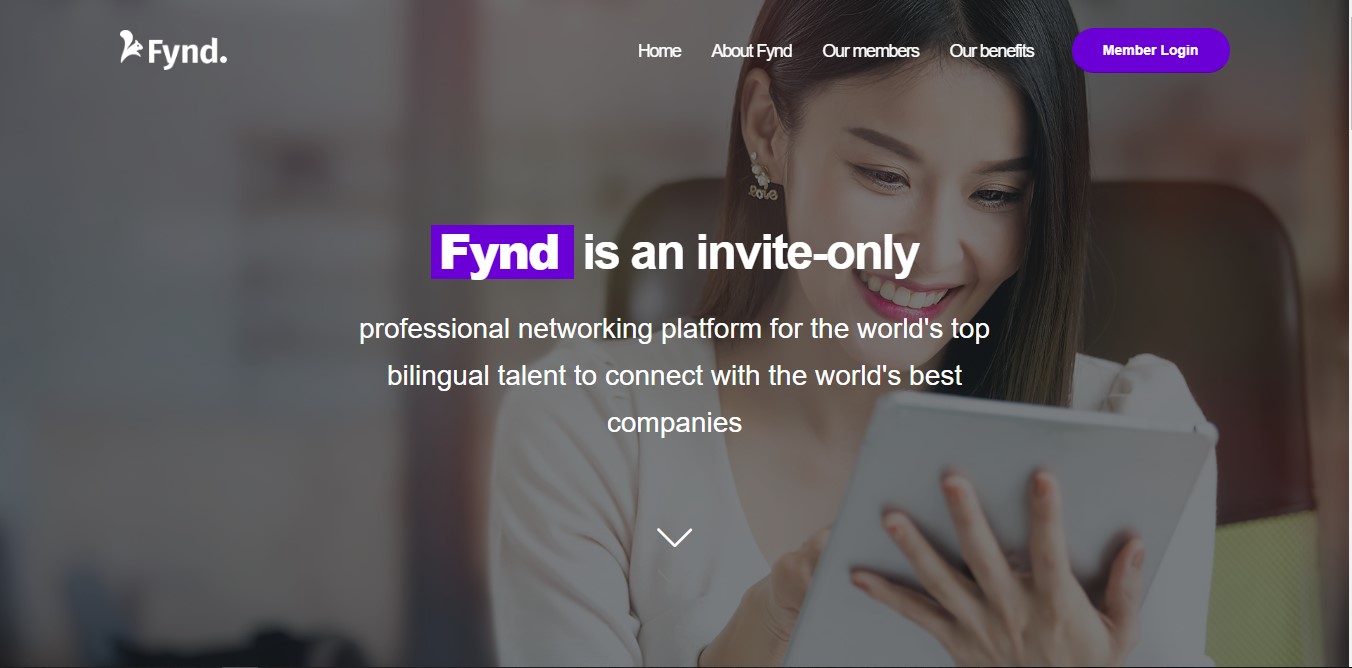 Fynd.
Home About Fynd Our members Our benefits Member Login
Fynd is an invite-only
professional networking platform for the world's top
bilingual talent to connect with the world's best
companies
love